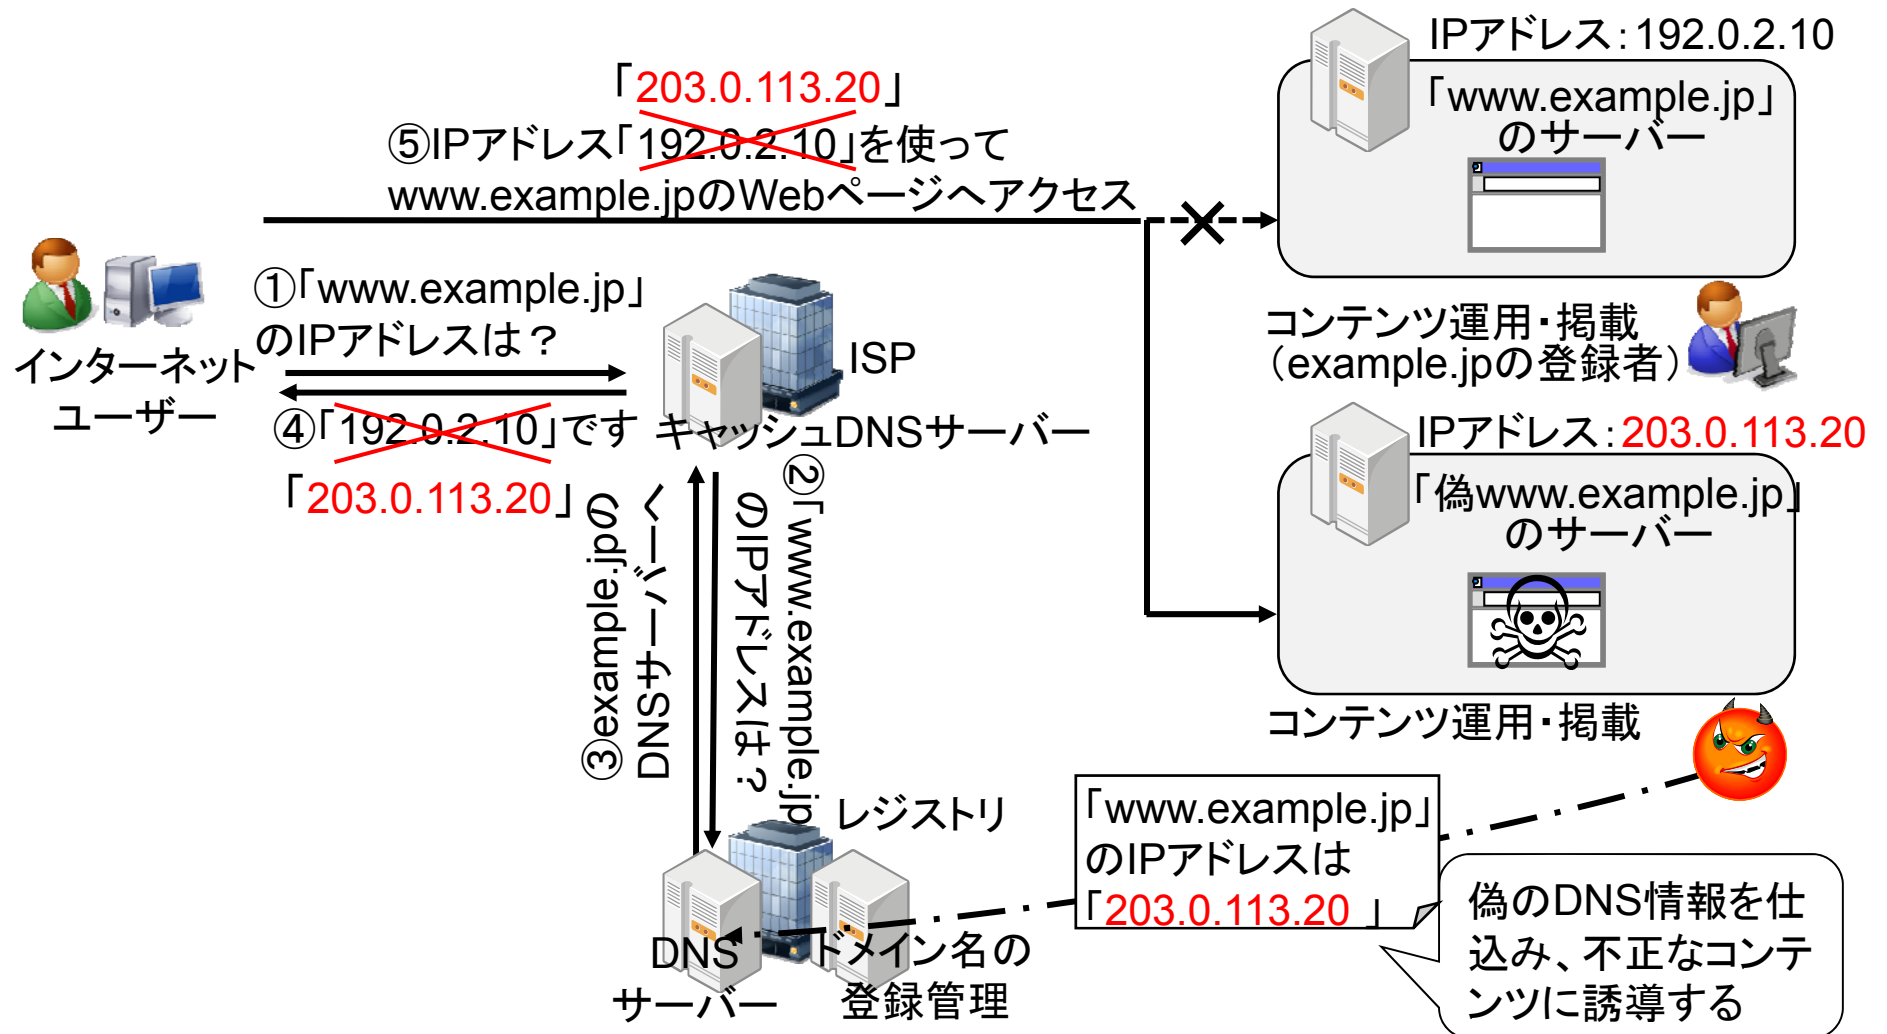 IPアドレス：192.0.2.10
「www.example.jp」
のサーバー
「203.0.113.20」
⑤IPアドレス「192.0.2.10」を使って
www.example.jpのWebページへアクセス
①「www.example.jp」
のIPアドレスは？
インターネット
ユーザー
ISP
キャッシュDNSサーバー
④「192.0.2.10」です
「203.0.113.20」
コンテンツ運用・掲載
（example.jpの登録者）
IPアドレス：203.0.113.20
「偽www.example.jp」
のサーバー
コンテンツ運用・掲載
②「www.example.jp
のIPアドレスは？
③example.jpの
DNSサーバーく
レジストリ
DNS
サーバー
ドメイン名の
登録管理
「www.example.jp」
のIPアドレスは
「203.0.113.20 」
偽のDNS情報を仕
込み、不正なコンテ
ンツに誘導する